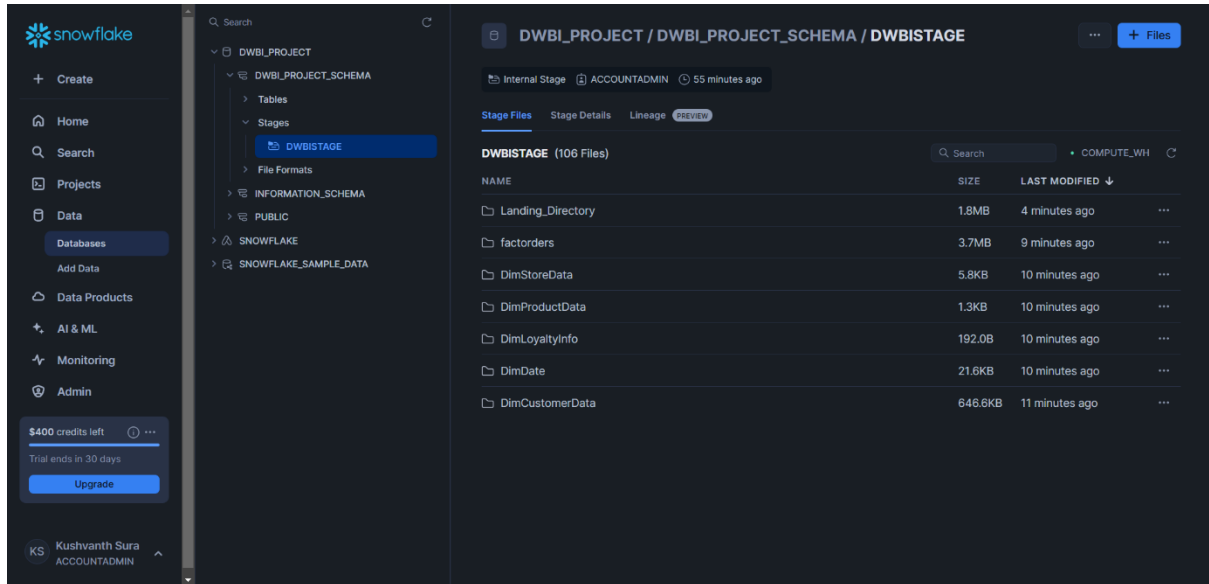 snowflake
+ Create
Home
Search
Projects
Data
Databases
Add Data
Data Products
AI & ML
Monitoring
Admin
$400 credits left
Trial ends in 30 days
Upgrade
KS
Kushvanth Sura
ACCOUNTADMIN
Search
DWBI_PROJECT
DWBI_PROJECT_SCHEMA
Tables
Stages
DWBISTAGE
File Formats
INFORMATION_SCHEMA
PUBLIC
SNOWFLAKE
SNOWFLAKE_SAMPLE_DATA
DWBI_PROJECT / DWBI_PROJECT_SCHEMA / DWBISTAGE
... + Files
Internal Stage ACCOUNTADMIN 55 minutes ago
Stage Files Stage Details Lineage PREVIEW
DWBISTAGE (106 Files) Search COMPUTE_WH
NAME SIZE LAST MODIFIED
Landing_Directory 1.8MB 4 minutes ago ...
factorders 3.7MB 9 minutes ago ...
DimStoreData 5.8KB 10 minutes ago ...
DimProductData 1.3KB 10 minutes ago ...
DimLoyaltyInfo 192.0B 10 minutes ago ...
DimDate 21.6KB 10 minutes ago ...
DimCustomerData 646.6KB 11 minutes ago ...